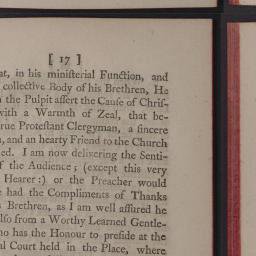 [ 17 ]
at, in his ministerial Function, and
collective Body of his Brethren, He
the Pulpit assert the Cause of Chris-
with a Warmth of Zeal, that be-
rue Protestant Clergyman, a sincere
, and an hearty Friend to the Church
ed. I am now delivering the Senti-
f the Audience; (except this very
Hearer:) or the Preacher would
e had the Compliments of Thanks
Brethren, as I am well assured he
lso from a Worthy Learned Gentle-
ho has the Honour to preside at the
al Court held in the Place, where